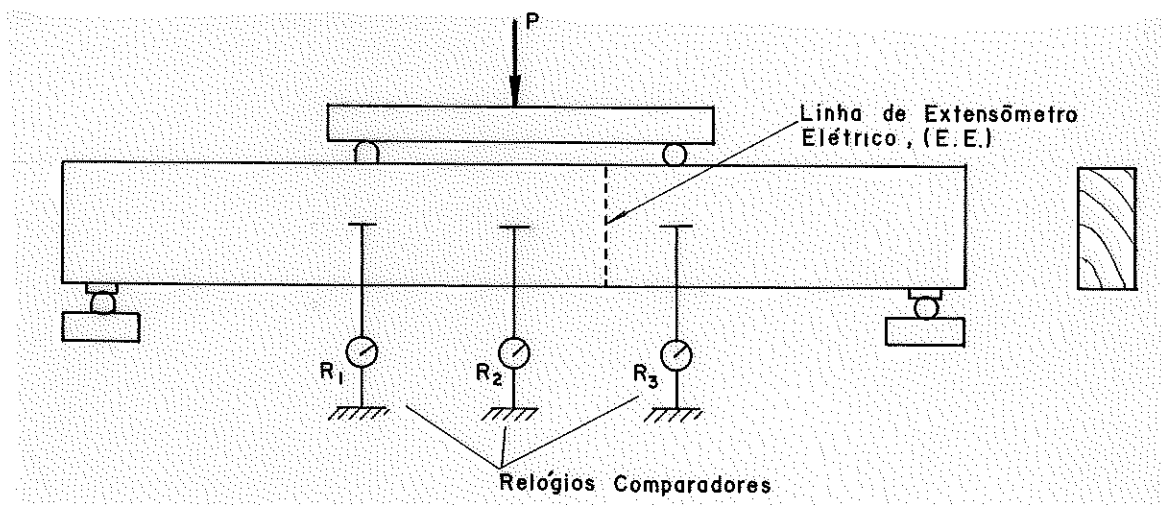 P
Linha de Extensômetro
Elétrico, (E.E.)
R1
R2
R3
Relógios Comparadores